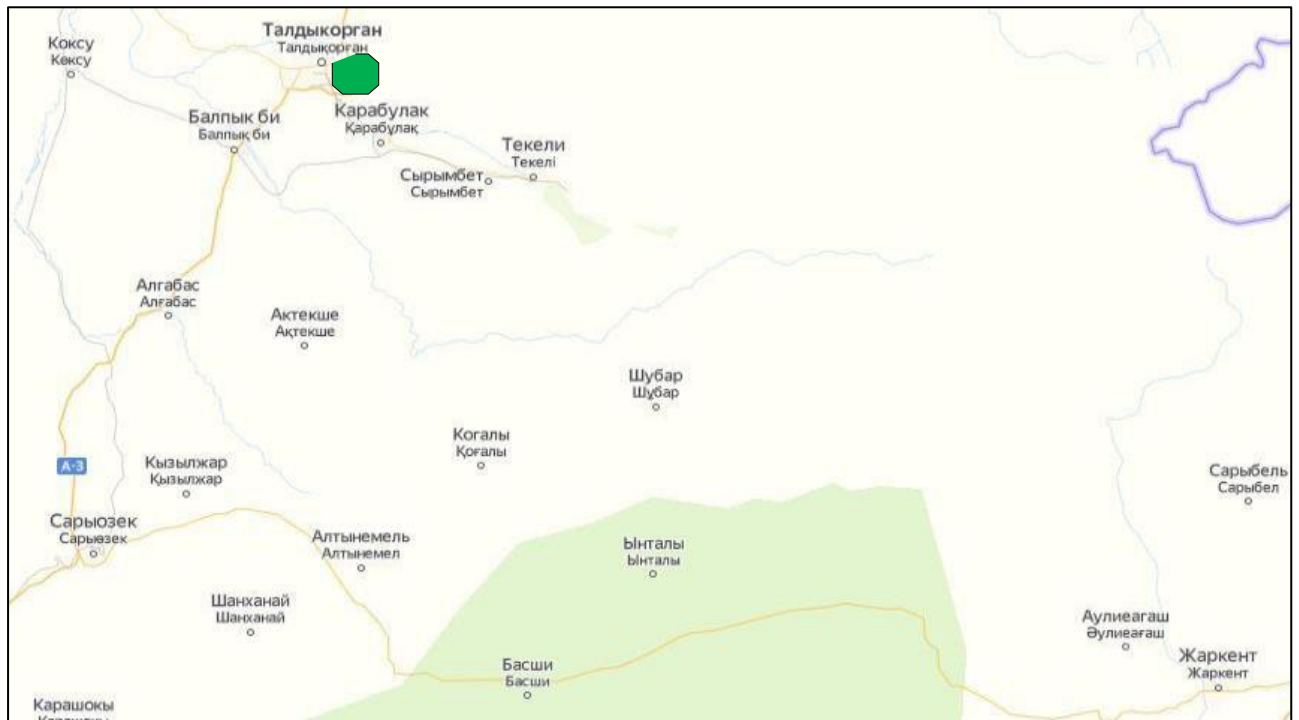 Талдыкорган
Талдықорған
Коксу
Көксу
Балпык би
Балпық би
Карабулак
Қарабұлақ
Текели
Текелі
Сырымбет
Сырымбет
Алгабас
Алғабас
Актекше
Ақтекше
Шубар
Шұбар
Когалы
Қоғалы
А-3
Кызылжар
Қызылжар
Сарыбель
Сарыбел
Сарыозек
Сарыөзек
Алтынемель
Алтынемел
Ынталы
Ынталы
Шанханай
Шанханай
Аулиеагаш
Әулиеағаш
Басши
Басши
Жаркент
Жаркент
Карашокы